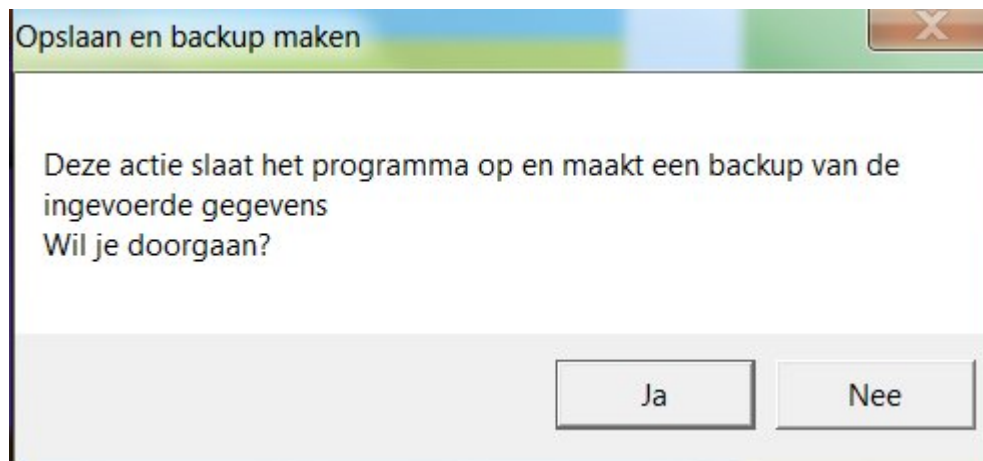 Opslaan en backup maken
Deze actie slaat het programma op en maakt een backup van de
ingevoerde gegevens
Wil je doorgaan?
Ja
Nee